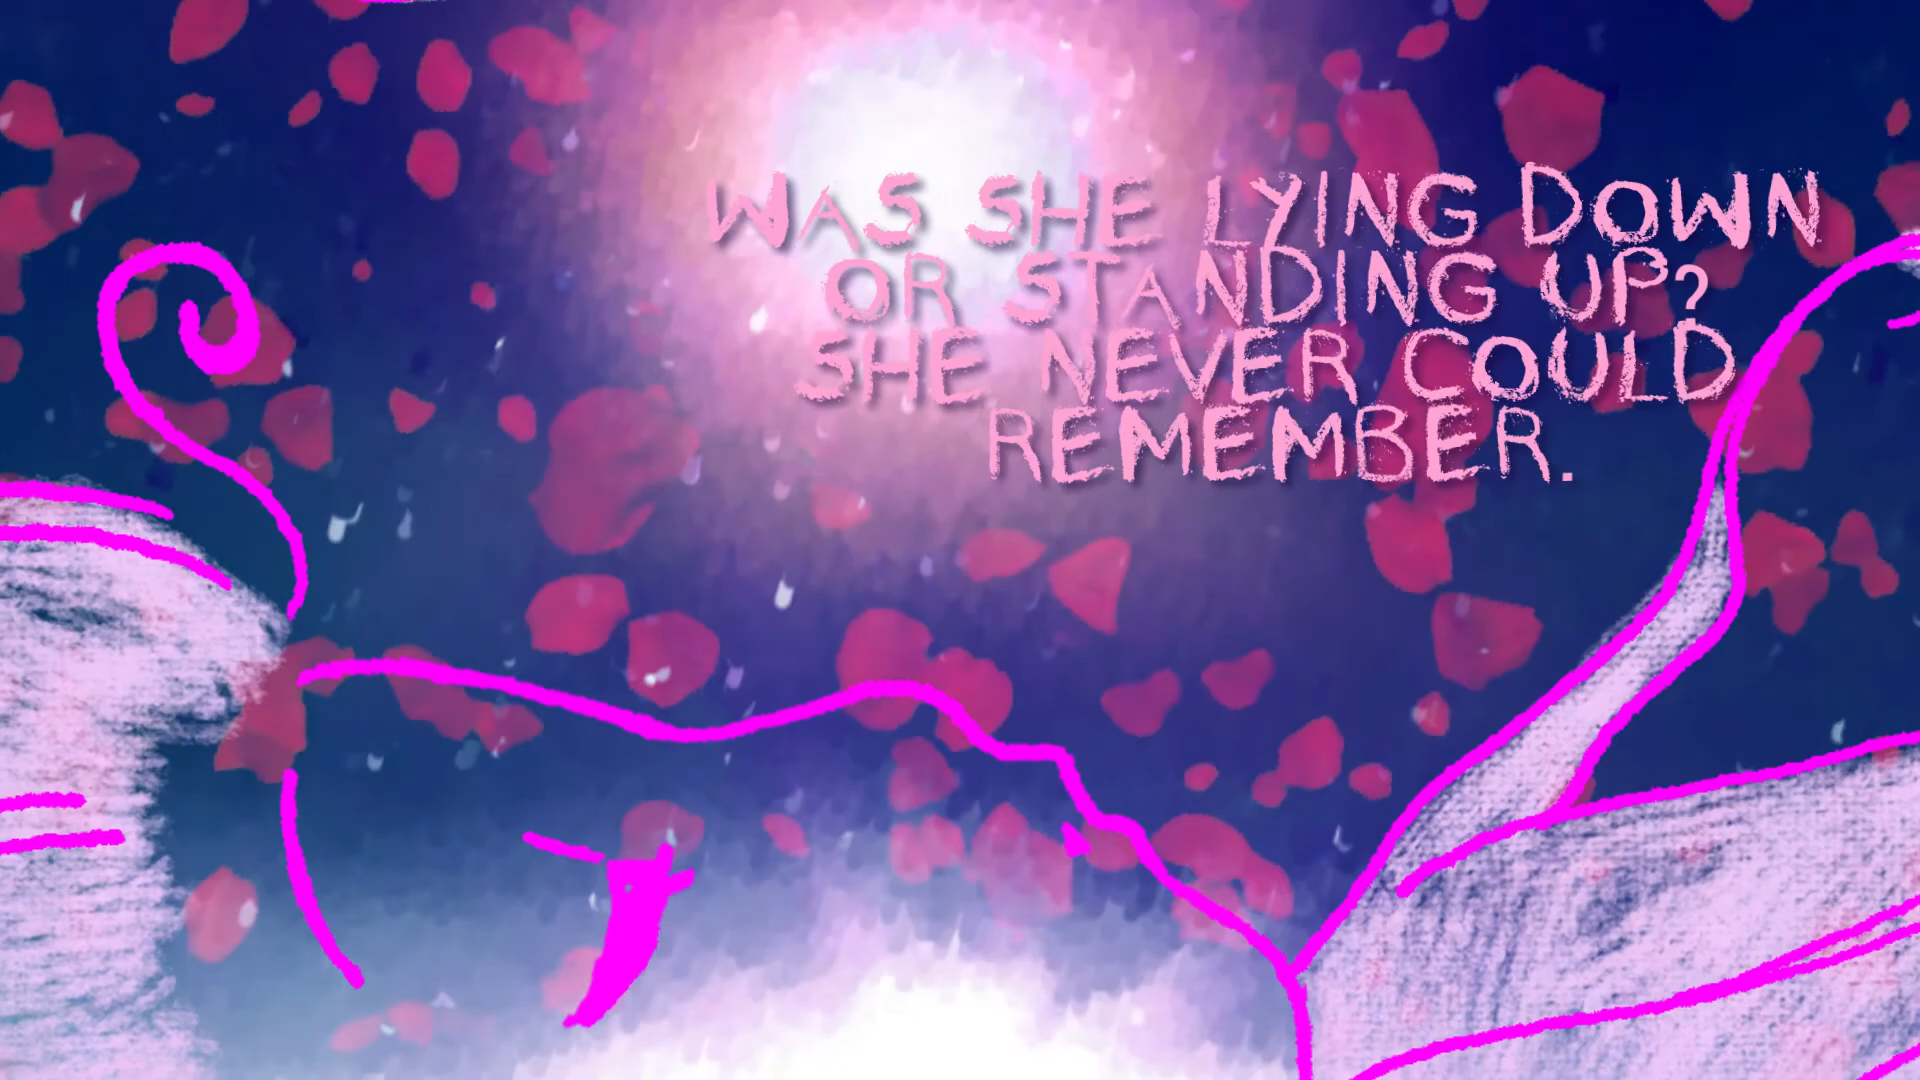 WAS SHE LYING DOWN
OR STANDING UP?
SHE NEVER COULD
REMEMBER.